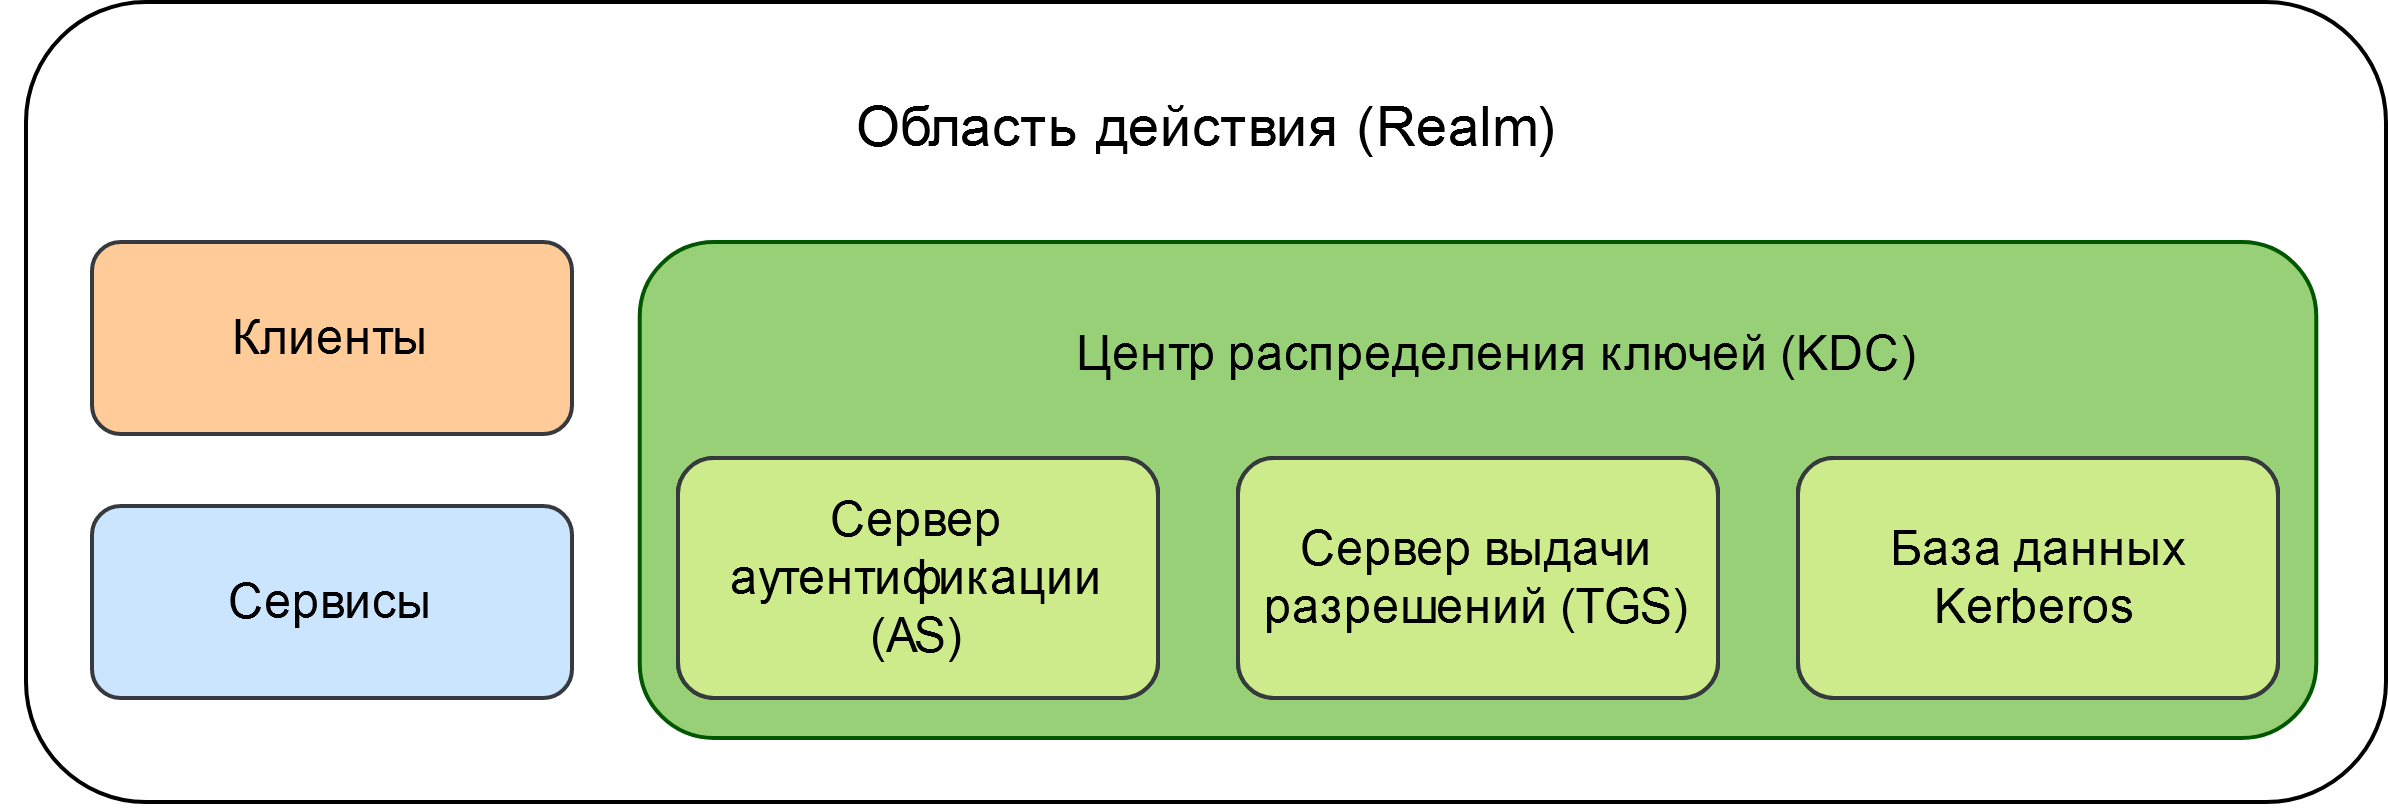 Область действия (Realm)
Клиенты
Центр распределения ключей (KDC)
Сервер
аутентификации
(AS)
Сервер выдачи
разрешений (TGS)
База данных
Kerberos
Сервисы